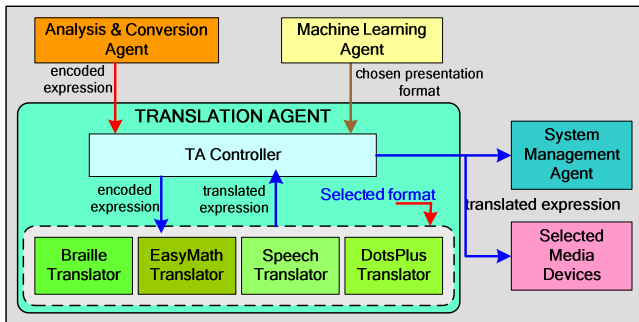 Analysis & Conversion
Agent
Machine Learning
Agent
encoded
expression
chosen presentation
format
TRANSLATION AGENT
TA Controller
System
Management
Agent
encoded
expression
translated
expression
Selected format
translated expression
Braille
Translator
EasyMath
Translator
Speech
Translator
DotsPlus
Translator
Selected
Media
Devices